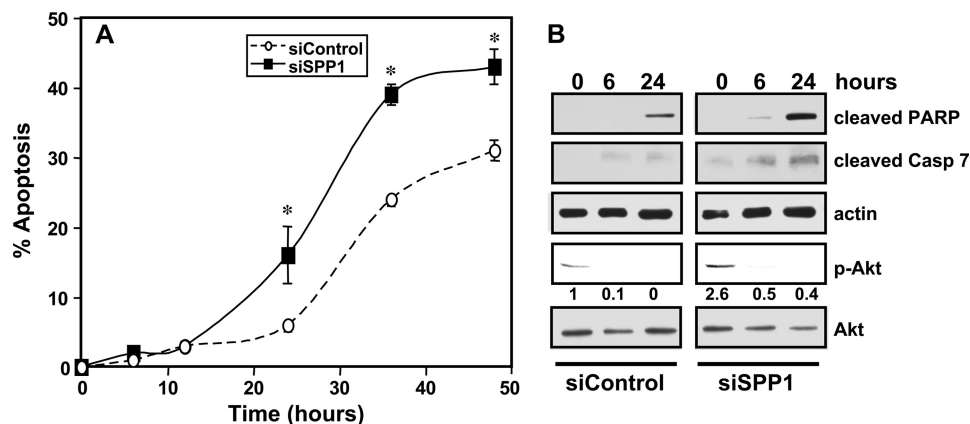 A
siControl
siSPP1
*
*
*
% Apoptosis
50
40
30
20
10
0
0
10
20
30
40
50
Time (hours)
B
0 6 24 0 6 24 hours
cleaved PARP
cleaved Casp 7
actin
p-Akt
1 0.1 0 2.6 0.5 0.4
Akt
siControl siSPP1